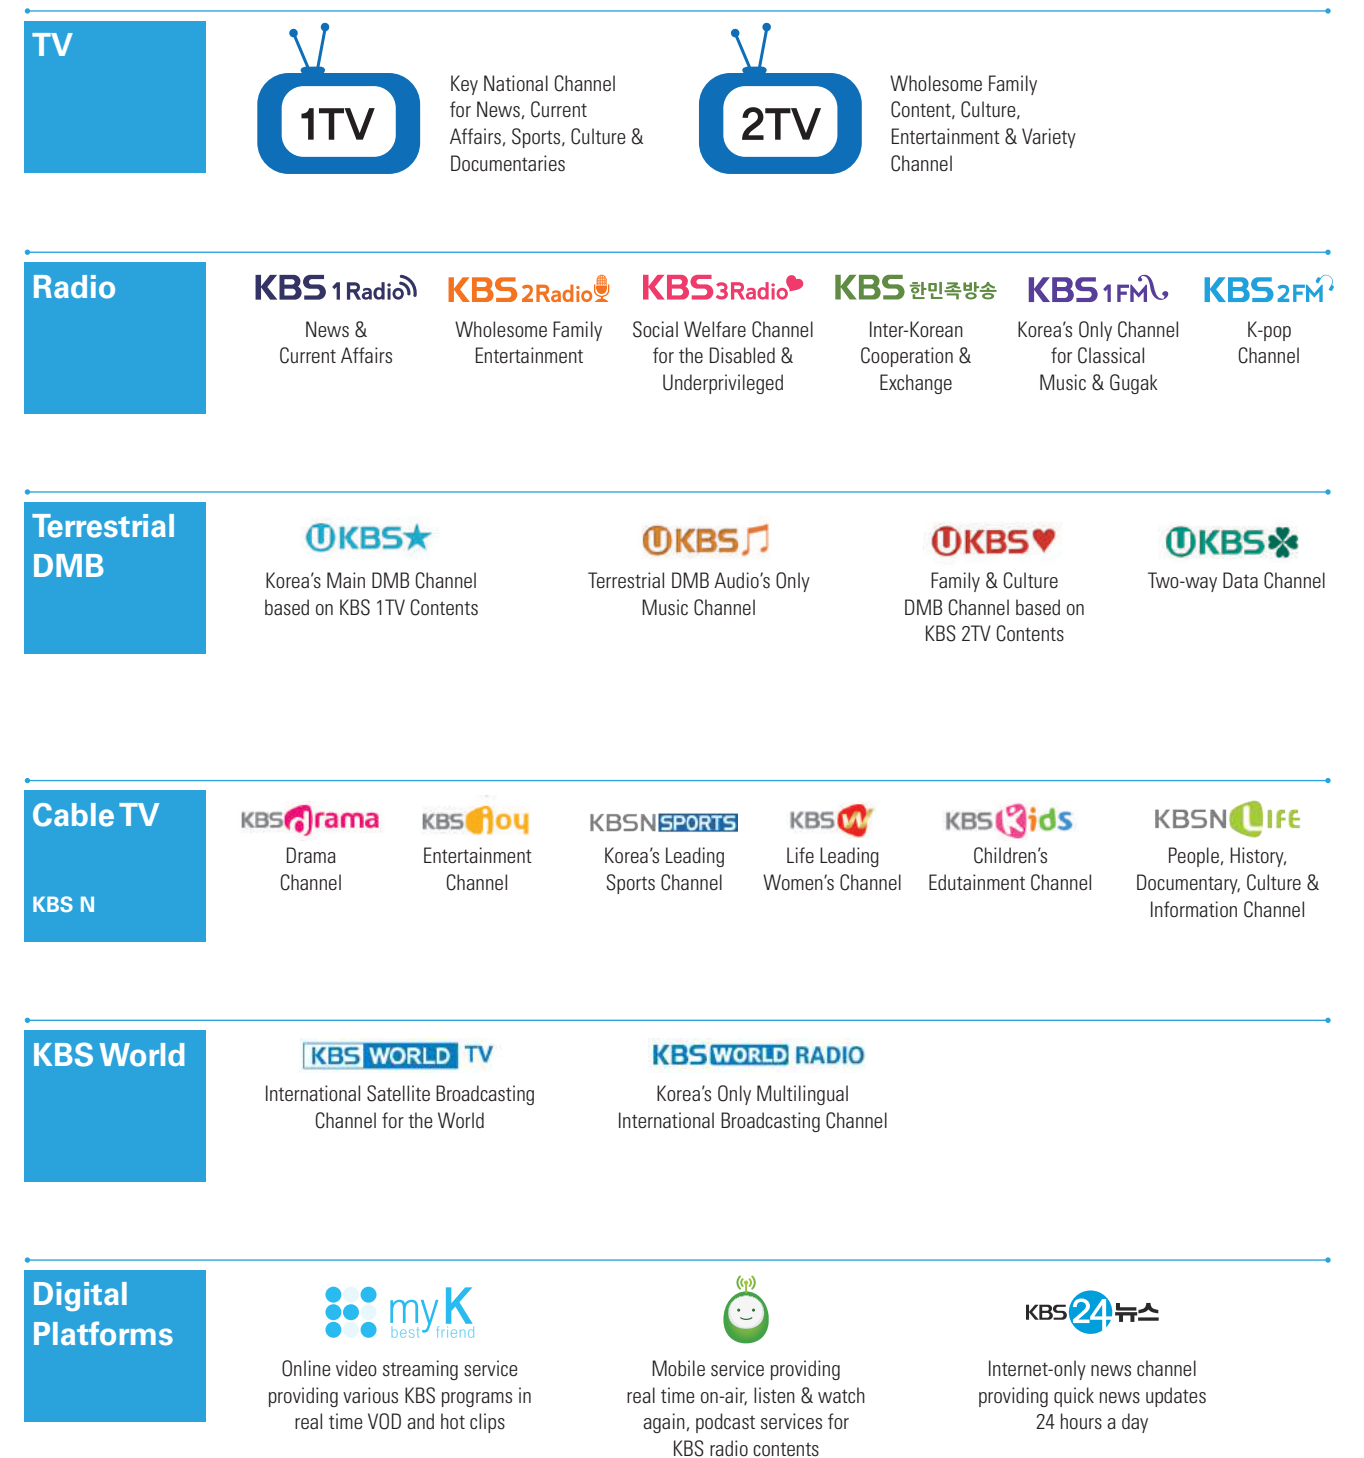 TV
1TV
Key National Channel
for News, Current
Affairs, Sports, Culture &
Documentaries
2TV
Wholesome Family
Content, Culture,
Entertainment & Variety
Channel
Radio
KBS 1Radio
News &
Current Affairs
KBS 2Radio
Wholesome Family
Entertainment
KBS 3Radio
Social Welfare Channel
for the Disabled &
Underprivileged
KBS 한민족방송
Inter-Korean
Cooperation &
Exchange
KBS 1FM
Korea's Only Channel
for Classical
Music & Gugak
KBS 2FM
K-pop
Channel
Terrestrial
DMB
U KBS
Korea's Main DMB Channel
based on KBS 1TV Contents
U KBS
Terrestrial DMB Audio's Only
Music Channel
U KBS
Family & Culture
DMB Channel based on
KBS 2TV Contents
U KBS
Two-way Data Channel
Cable TV
KBS N
KBS drama
Drama
Channel
KBS joy
Entertainment
Channel
KBSN SPORTS
Korea's Leading
Sports Channel
KBS W
Life Leading
Women's Channel
KBS Kids
Children's
Edutainment Channel
KBSN LIFE
People, History,
Documentary, Culture &
Information Channel
KBS World
KBS WORLD TV
International Satellite Broadcasting
Channel for the World
KBS WORLD RADIO
Korea's Only Multilingual
International Broadcasting Channel
Digital
Platforms
my K
best friend
Online video streaming service
providing various KBS programs in
real time VOD and hot clips
Mobile service providing
real time on-air, listen & watch
again, podcast services for
KBS radio contents
KBS 24 뉴스
Internet-only news channel
providing quick news updates
24 hours a day